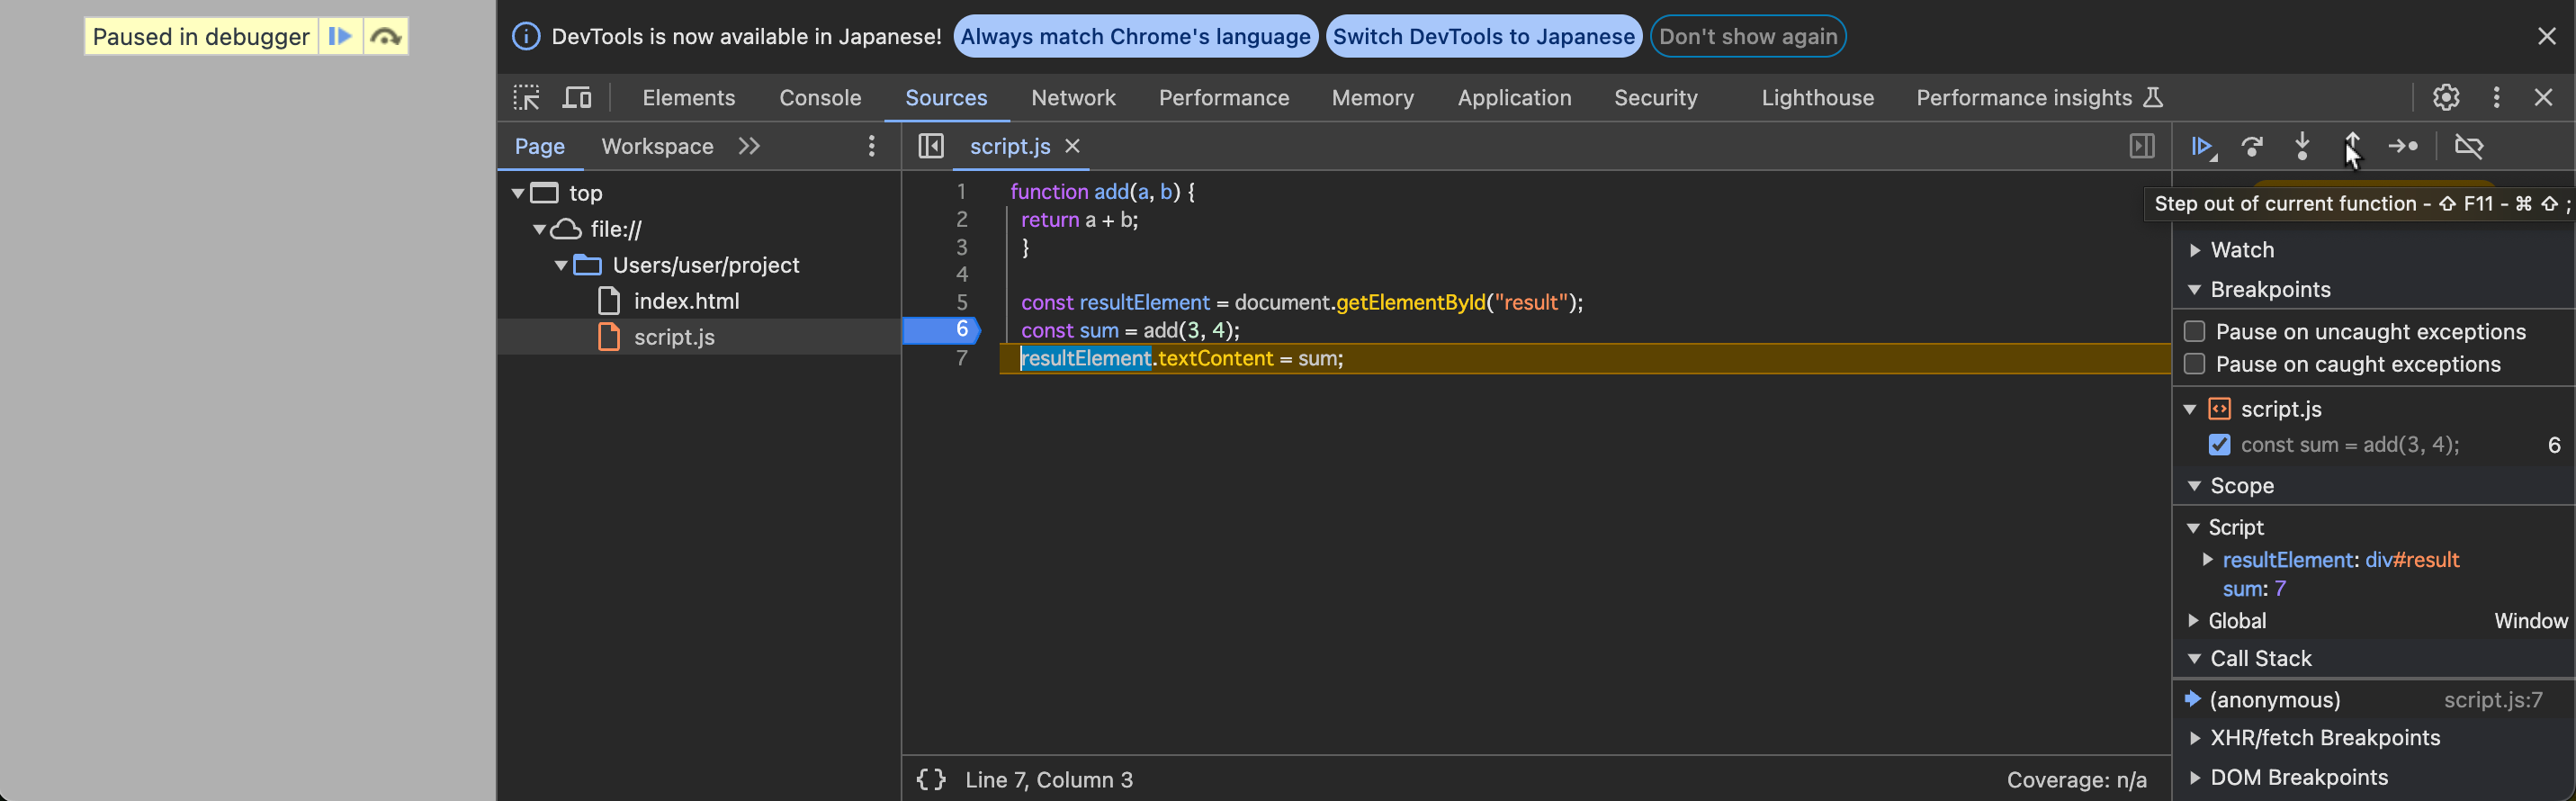 Paused in debugger
DevTools is now available in Japanese! Always match Chrome's language Switch DevTools to Japanese Don't show again
Elements Console Sources Network Performance Memory Application Security Lighthouse Performance insights
Page Workspace
top
file://
Users/user/project
index.html
script.js
script.js
1 function add(a, b) {
2 return a + b;
3 }
4
5 const resultElement = document.getElementById("result");
6 const sum = add(3, 4);
7 resultElement.textContent = sum;
{} Line 7, Column 3 Coverage: n/a
Step out of current function - ⇧ F11 - ⌘ ⇧ ;
Watch
Breakpoints
Pause on uncaught exceptions
Pause on caught exceptions
script.js
const sum = add(3, 4); 6
Scope
Script
resultElement: div#result
sum: 7
Global Window
Call Stack
(anonymous) script.js:7
XHR/fetch Breakpoints
DOM Breakpoints